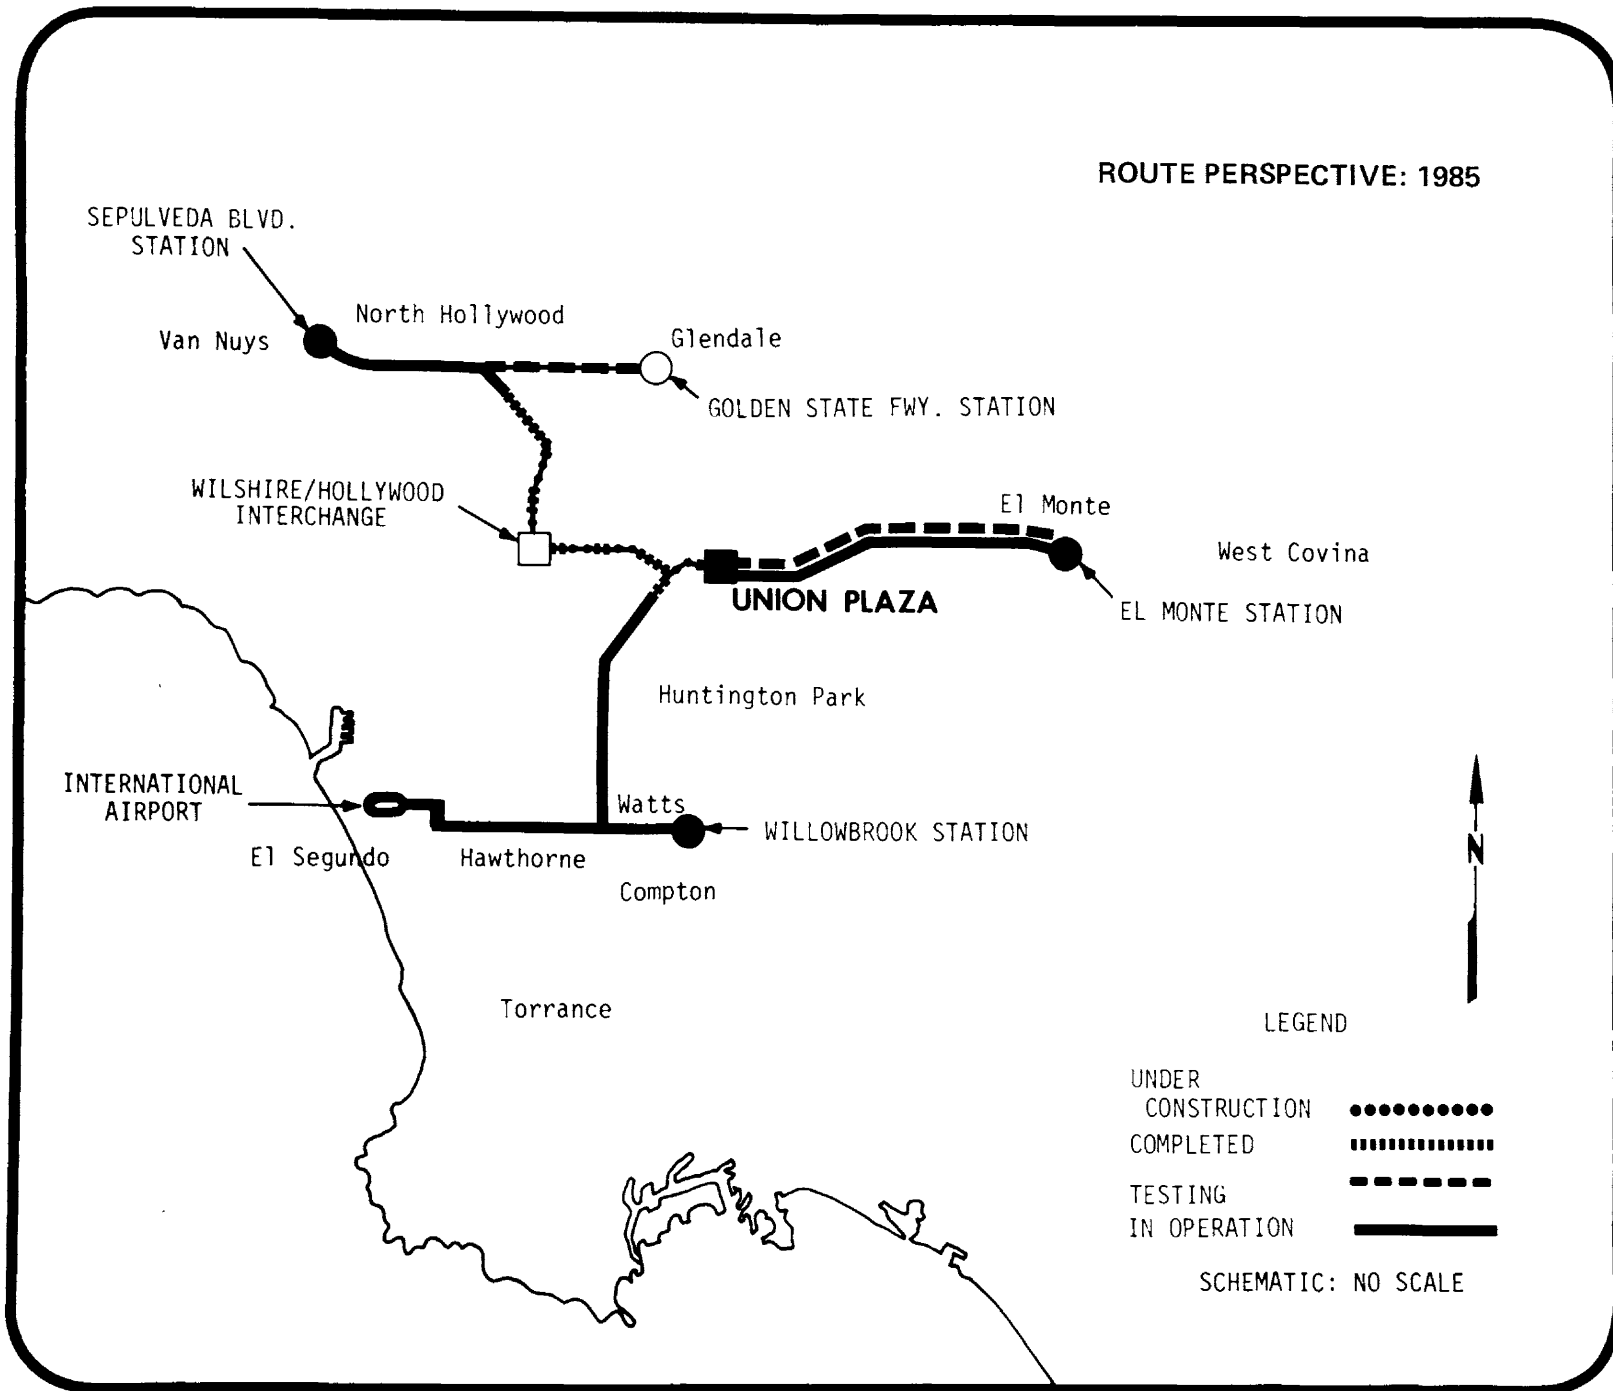 ROUTE PERSPECTIVE: 1985
SEPULVEDA BLVD.
STATION
North Hollywood
Van Nuys
Glendale
GOLDEN STATE FWY. STATION
WILSHIRE/HOLLYWOOD
INTERCHANGE
El Monte
West Covina
UNION PLAZA
EL MONTE STATION
Huntington Park
INTERNATIONAL
AIRPORT
Watts
WILLOWBROOK STATION
El Segundo
Hawthorne
Compton
N
Torrance
LEGEND
UNDER
CONSTRUCTION
COMPLETED
TESTING
IN OPERATION
SCHEMATIC: NO SCALE